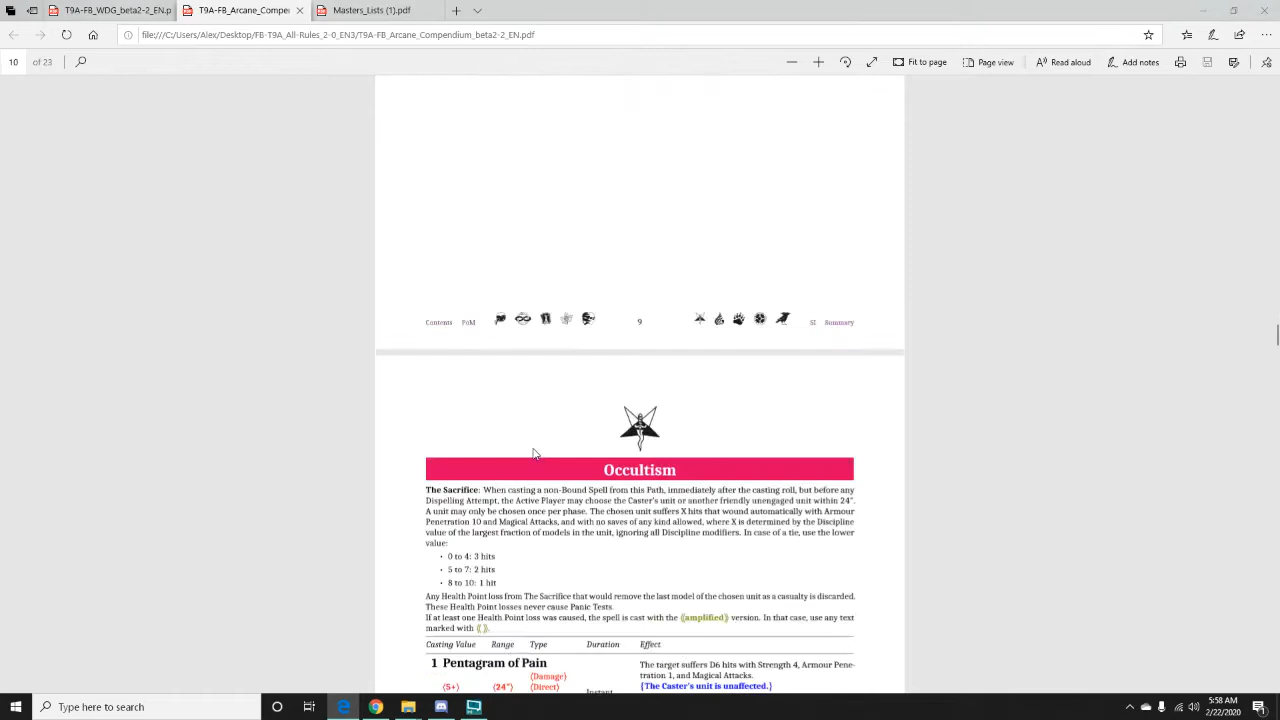 T9A-FB_WDG_beta2-2_EN.pdf
T9A-FB_Arcane_Compen
Masters_Lists (1).pdf
file:///C:/Users/Alex/Desktop/FB-T9A_All-Rules_2-0_EN3/T9A-FB_Arcane_Compendium_beta2-2_EN.pdf
10 of 23
Fit to page Page view Read aloud Add notes
Contents PoM 9 SI Summary
Occultism
The Sacrifice: When casting a non-Bound Spell from this Path, immediately after the casting roll, but before any
Dispelling Attempt, the Active Player may choose the Caster's unit or another friendly unengaged unit within 24".
A unit may only be chosen once per phase. The chosen unit suffers X hits that wound automatically with Armour
Penetration 10 and Magical Attacks, and with no saves of any kind allowed, where X is determined by the Discipline
value of the largest fraction of models in the unit, ignoring all Discipline modifiers. In case of a tie, use the lower
value:
• 0 to 4: 3 hits
• 5 to 7: 2 hits
• 8 to 10: 1 hit
Any Health Point loss from The Sacrifice that would remove the last model of the chosen unit as a casualty is discarded.
These Health Point losses never cause Panic Tests.
If at least one Health Point loss was caused, the spell is cast with the ⟪amplified⟫ version. In that case, use any text
marked with ⟪ ⟫.
Casting Value Range Type Duration Effect
1 Pentagram of Pain
The target suffers D6 hits with Strength 4, Armour Pene-
tration 1, and Magical Attacks.
⟨Damage⟩
⟨5+⟩ ⟨24"⟩ ⟨Direct⟩ Instant {The Caster's unit is unaffected.}
Type here to search
5:58 AM
2/22/2020